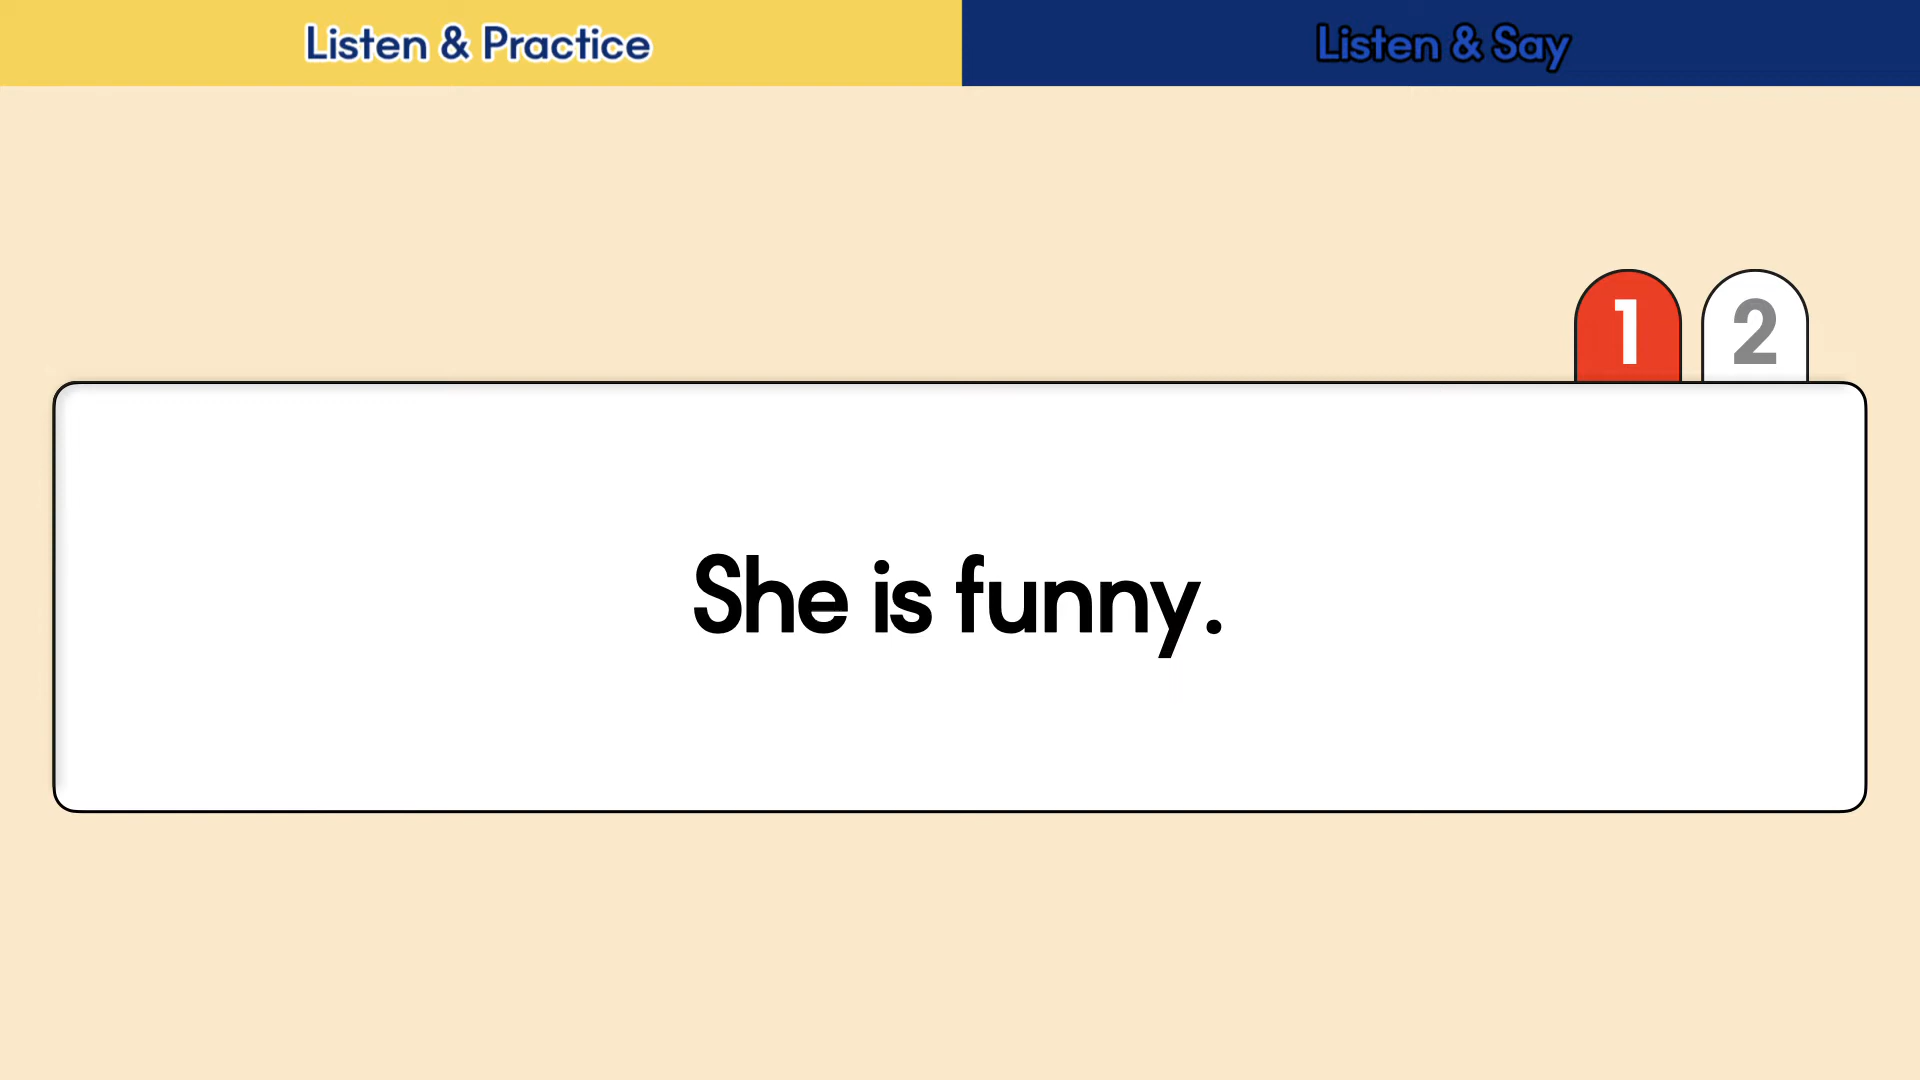 Listen & Practice
Listen & Say
1 2
She is funny.